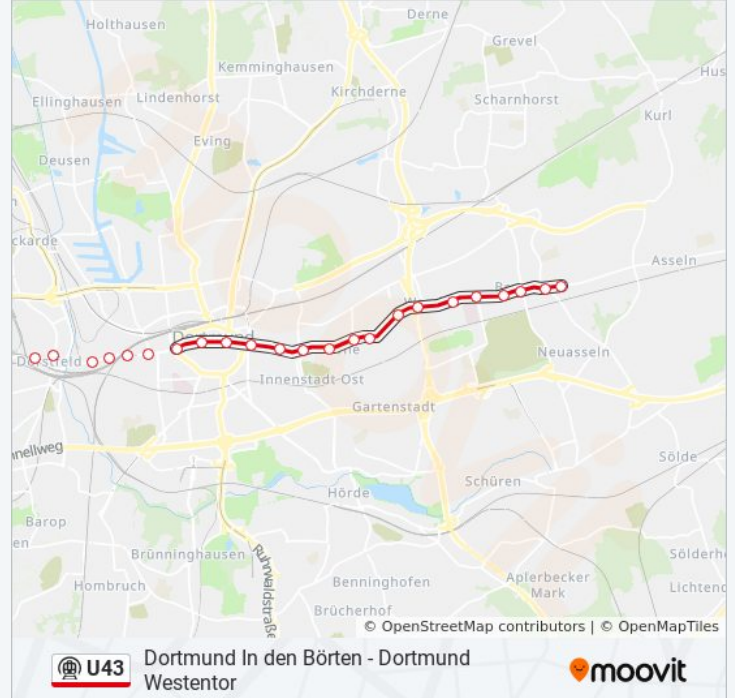 Derne
Holthausen
Grevel
Kemminghausen
Hus
Kirchderne
Ellinghausen
Lindenhorst
Scharnhorst
Kurl
Eving
Deusen
ckarde
Asseln
Dortmund
Neuasseln
Innenstadt Ost
Gartenstadt
nellweg
Sölde
Schüren
Hörde
Barop
en
Brünninghausen
Ruhrwaldstraße
Sölderh
Aplerbecker
Mark
Hombruch
Benninghofen
Lichten
Brücherhof
© OpenStreetMap contributors | © OpenMapTiles
U43
Dortmund In den Börten - Dortmund
Westentor
moovit